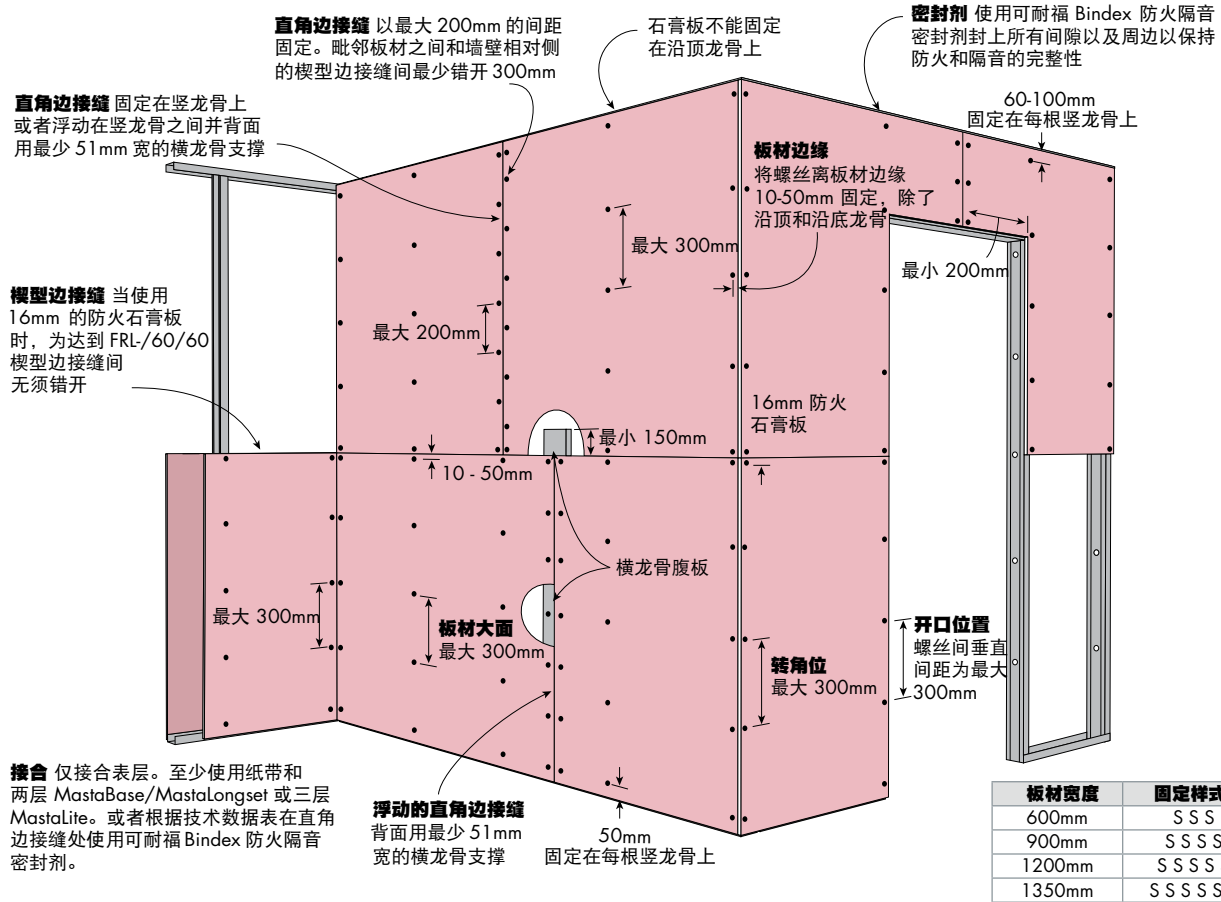 直角边接缝 以最大 200mm 的间距
固定。毗邻板材之间和墙壁相对侧
的楔型边接缝间最少错开 300mm
石膏板不能固定
在沿顶龙骨上
密封剂 使用可耐福 Bindex 防火隔音
密封剂封上所有间隙以及周边以保持
防火和隔音的完整性
直角边接缝 固定在竖龙骨上
或者浮动在竖龙骨之间并背面
用最少 51mm 宽的横龙骨支撑
60-100mm
固定在每根竖龙骨上
板材边缘
将螺丝离板材边缘
10-50mm 固定，除了
沿顶和沿底龙骨
最大 300mm
最小 200mm
楔型边接缝 当使用
16mm 的防火石膏板
时，为达到 FRL-/60/60
楔型边接缝间
无须错开
最大 200mm
16mm 防火
石膏板
最小 150mm
10 - 50mm
横龙骨腹板
最大 300mm
板材大面
最大 300mm
转角位
最大 300mm
开口位置
螺丝间垂直
间距为最大
300mm
接合 仅接合表层。至少使用纸带和
两层 MastaBase/MastaLongset 或三层
MastaLite。或者根据技术数据表在直角
边接缝处使用可耐福 Bindex 防火隔音
密封剂。
浮动的直角边接缝
背面用最少 51mm
宽的横龙骨支撑
50mm
固定在每根竖龙骨上
板材宽度 固定样式
600mm S S S
900mm S S S S
1200mm S S S S
1350mm S S S S S